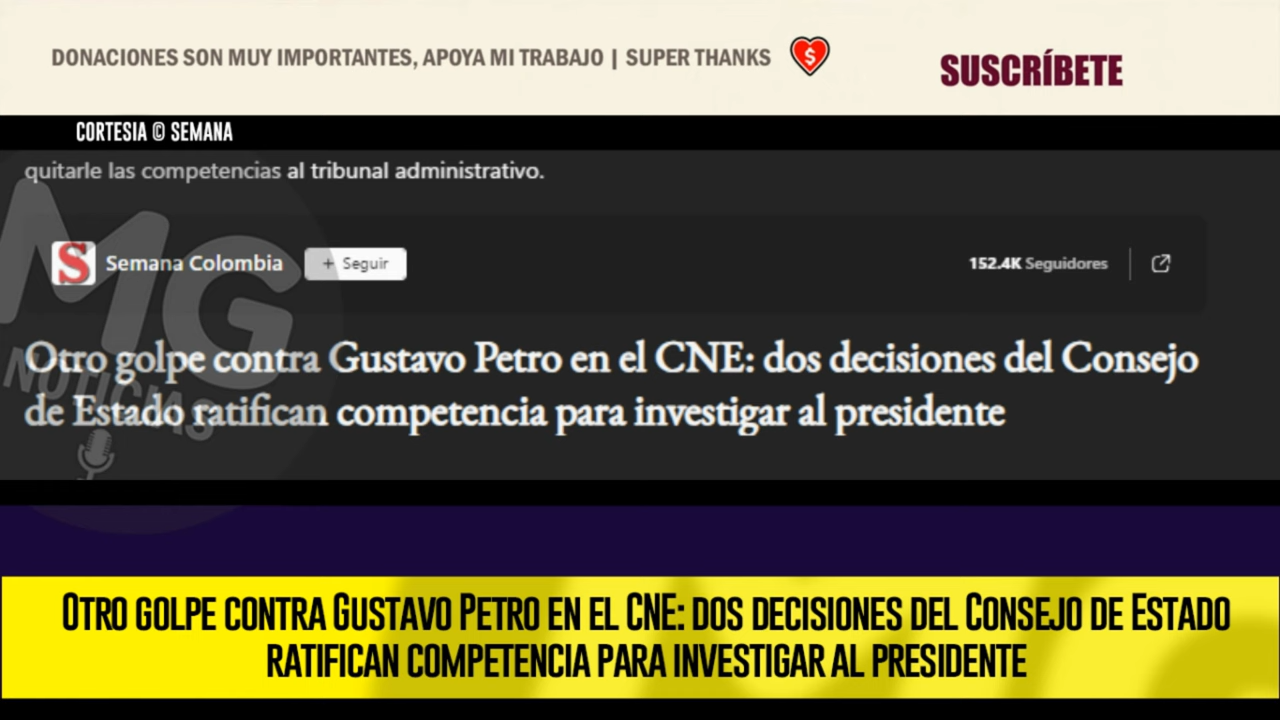 DONACIONES SON MUY IMPORTANTES, APOYA MI TRABAJO | SUPER THANKS
SUSCRÍBETE
CORTESIA © SEMANA
quitarle las competencias al tribunal administrativo.
S Semana Colombia + Seguir 152.4K Seguidores
Otro golpe contra Gustavo Petro en el CNE: dos decisiones del Consejo
de Estado ratifican competencia para investigar al presidente
MG
NOTICIAS
OTRO GOLPE CONTRA GUSTAVO PETRO EN EL CNE: DOS DECISIONES DEL CONSEJO DE ESTADO
RATIFICAN COMPETENCIA PARA INVESTIGAR AL PRESIDENTE